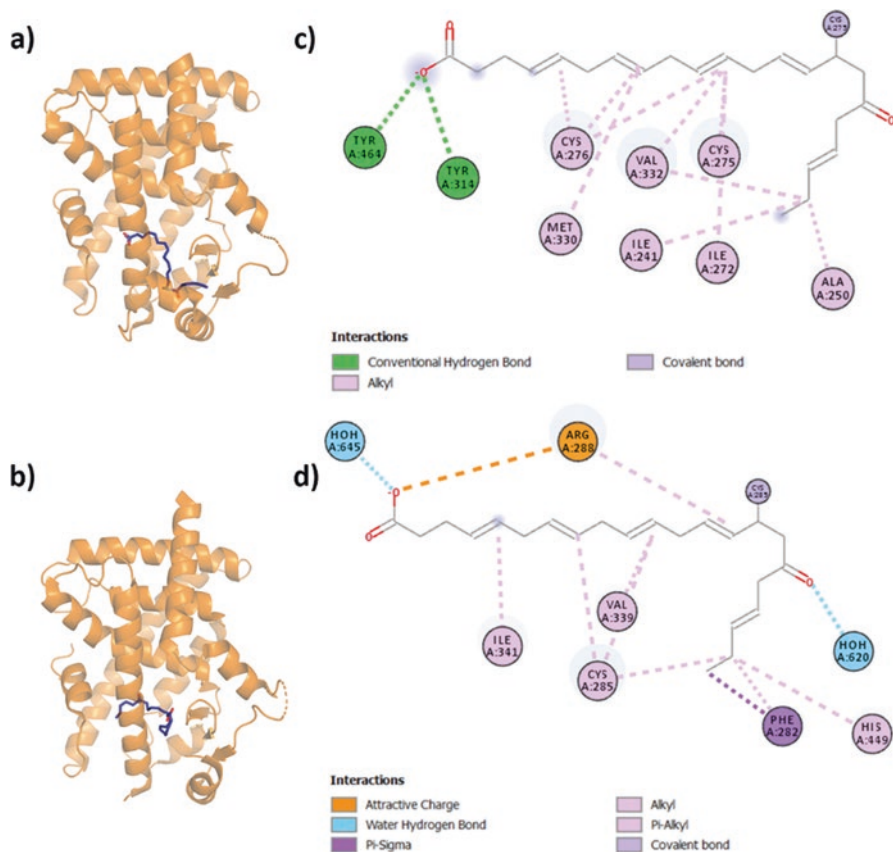 a)
c)
CYS
A:275
O
-O
O
TYR
A:464
TYR
A:314
CYS
A:276
VAL
A:332
CYS
A:275
MET
A:330
ILE
A:241
ILE
A:272
ALA
A:250
Interactions
Conventional Hydrogen Bond
Covalent bond
Alkyl
b)
d)
HOH
A:645
ARG
A:288
CYS
A:285
-O
O
O
ILE
A:341
VAL
A:339
CYS
A:285
HOH
A:620
PHE
A:282
HIS
A:449
Interactions
Attractive Charge
Alkyl
Water Hydrogen Bond
Pi-Alkyl
Pi-Sigma
Covalent bond